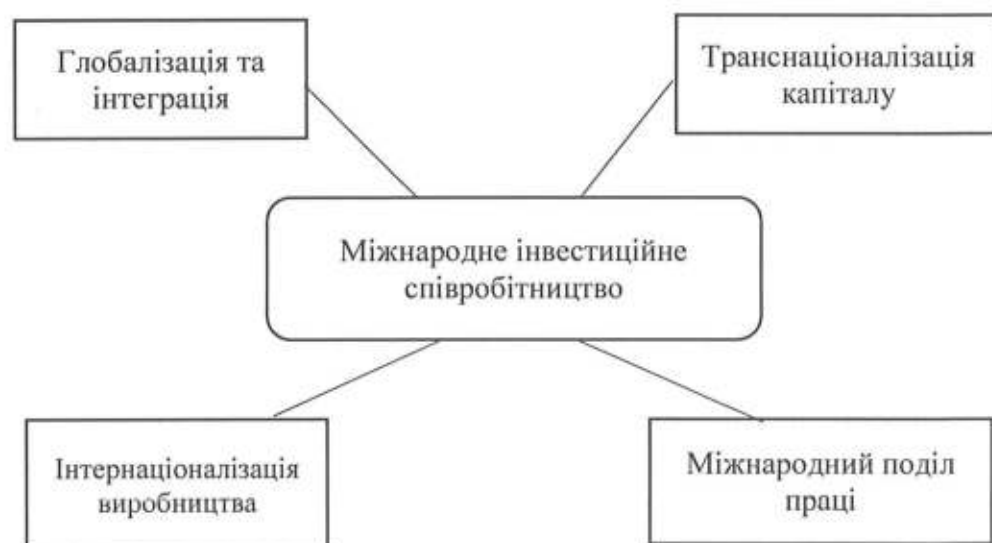 Глобалізація та
інтеграція
Транснаціоналізація
капіталу
Міжнародне інвестиційне
співробітництво
Інтернаціоналізація
виробництва
Міжнародний поділ
праці